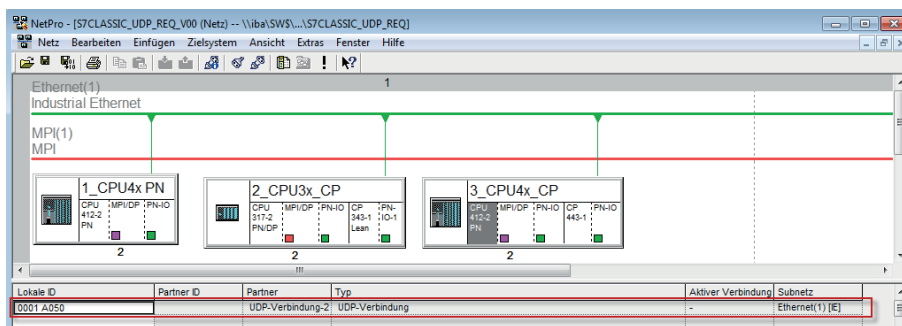 NetPro - [S7CLASSIC_UDP_REQ_V00 (Netz) -- \\iba\SW$\...\S7CLASSIC_UDP_REQ]
Netz Bearbeiten Einfügen Zielsystem Ansicht Extras Fenster Hilfe
Ethernet(1) 1
Industrial Ethernet
MPI(1)
MPI
1_CPU4x PN 2_CPU3x_CP 3_CPU4x_CP
CPU MPI/DP PN-IO CPU MPI/DP PN-IO CP PN- CPU MPI/DP PN-IO CP PN-IO
412-2 317-2 343-1 IO-1 412-2 443-1
PN PN/DP Lean PN
2 2 2
Lokale ID Partner ID Partner Typ Aktiver Verbindung Subnetz
0001 A050 UDP-Verbindung-2 UDP-Verbindung - Ethernet(1) [IE]